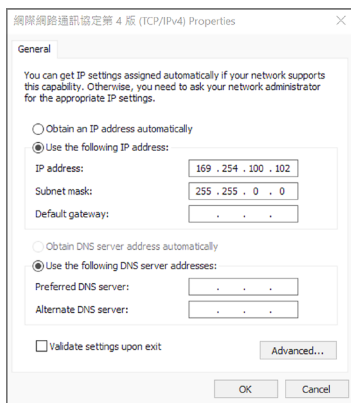 網際網路通訊協定第 4 版 (TCP/IPv4) Properties
General
You can get IP settings assigned automatically if your network supports
this capability. Otherwise, you need to ask your network administrator
for the appropriate IP settings.
Obtain an IP address automatically
Use the following IP address:
IP address: 169 . 254 . 100 . 102
Subnet mask: 255 . 255 . 0 . 0
Default gateway: . . .
Obtain DNS server address automatically
Use the following DNS server addresses:
Preferred DNS server: . . .
Alternate DNS server: . . .
Validate settings upon exit
Advanced...
OK Cancel